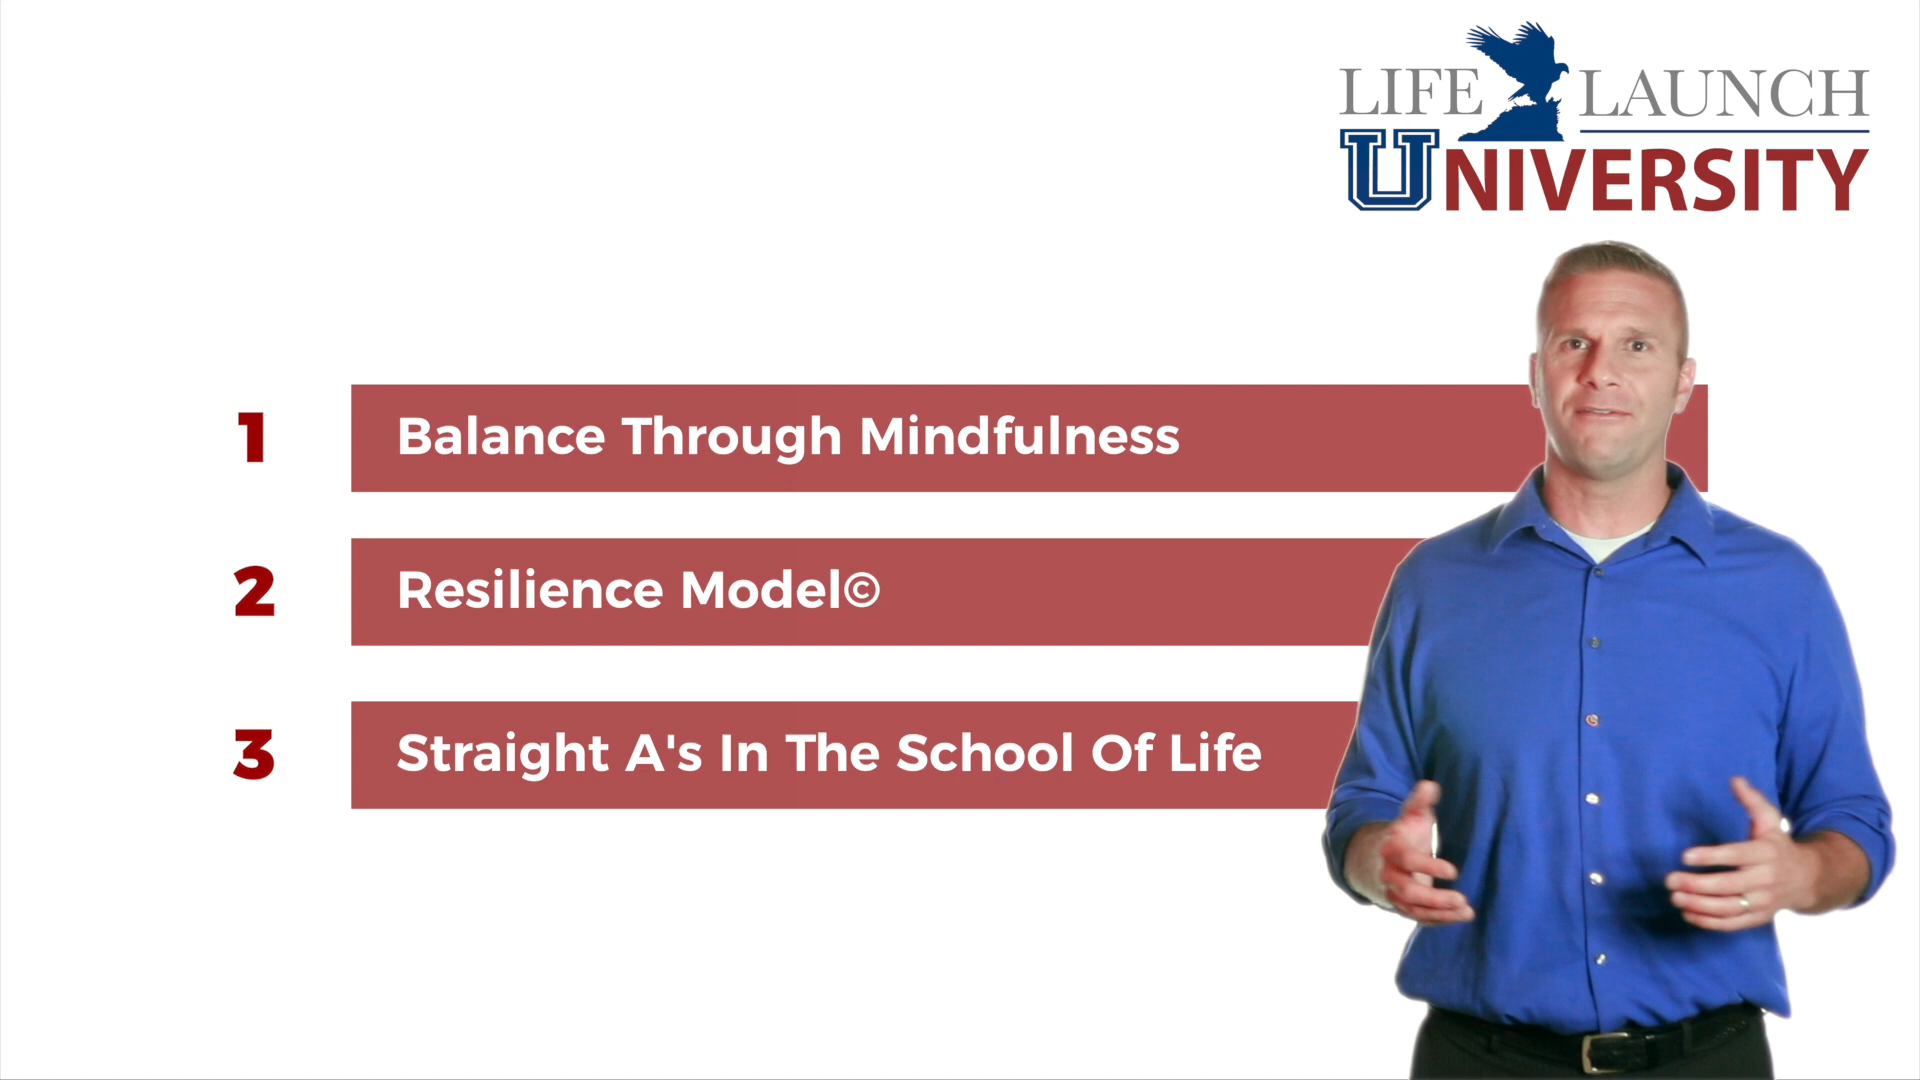 LIFE LAUNCH
UNIVERSITY
1 Balance Through Mindfulness
2 Resilience Model©
3 Straight A's In The School Of Life